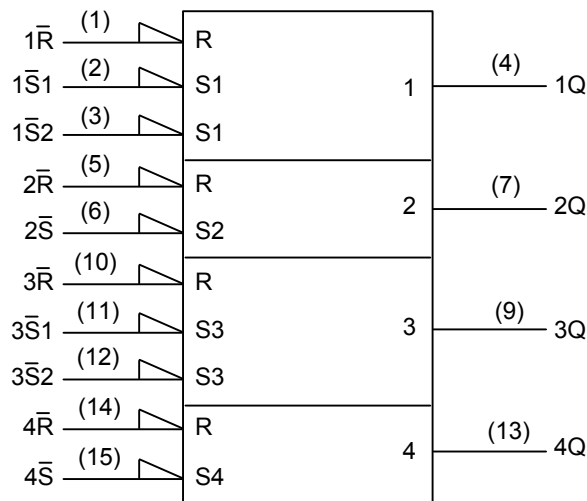 1R̅ (1) R
1S̅1 (2) S1 1 (4) 1Q
1S̅2 (3) S1
2R̅ (5) R
2S̅ (6) S2 2 (7) 2Q
3R̅ (10) R
3S̅1 (11) S3 3 (9) 3Q
3S̅2 (12) S3
4R̅ (14) R
4S̅ (15) S4 4 (13) 4Q